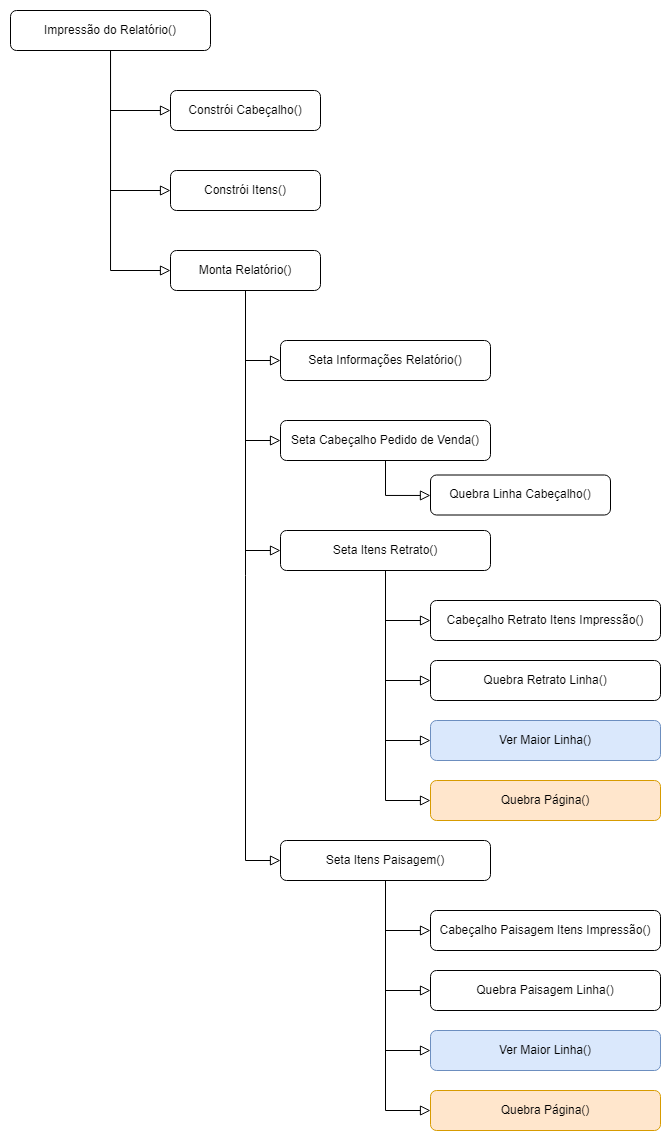 Impressão do Relatório()
Constrói Cabeçalho()
Constrói Itens()
Monta Relatório()
Seta Informações Relatório()
Seta Cabeçalho Pedido de Venda()
Quebra Linha Cabeçalho()
Seta Itens Retrato()
Cabeçalho Retrato Itens Impressão()
Quebra Retrato Linha()
Ver Maior Linha()
Quebra Página()
Seta Itens Paisagem()
Cabeçalho Paisagem Itens Impressão()
Quebra Paisagem Linha()
Ver Maior Linha()
Quebra Página()